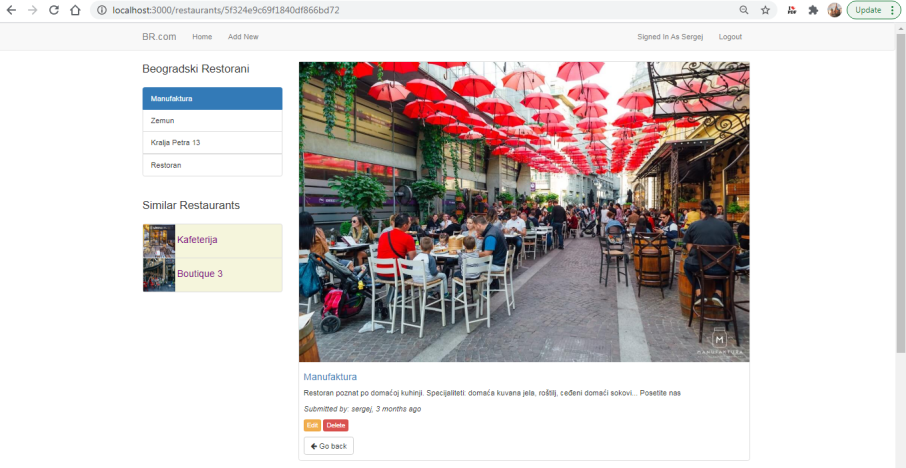 localhost:3000/restaurants/5f324e9c69f1840df866bd72
Update
BR.com Home Add New Signed In As Sergej Logout
Beogradski Restorani
Manufaktura
Zemun
Kralja Petra 13
Restoran
Similar Restaurants
Kafeterija
Boutique 3
M
MANUFAKTURA
Manufaktura
Restoran poznat po domaćoj kuhinji. Specijaliteti: domaća kuvana jela, roštilj, ceđeni domaći sokovi... Posetite nas
Submitted by: sergej, 3 months ago
Edit Delete
Go back